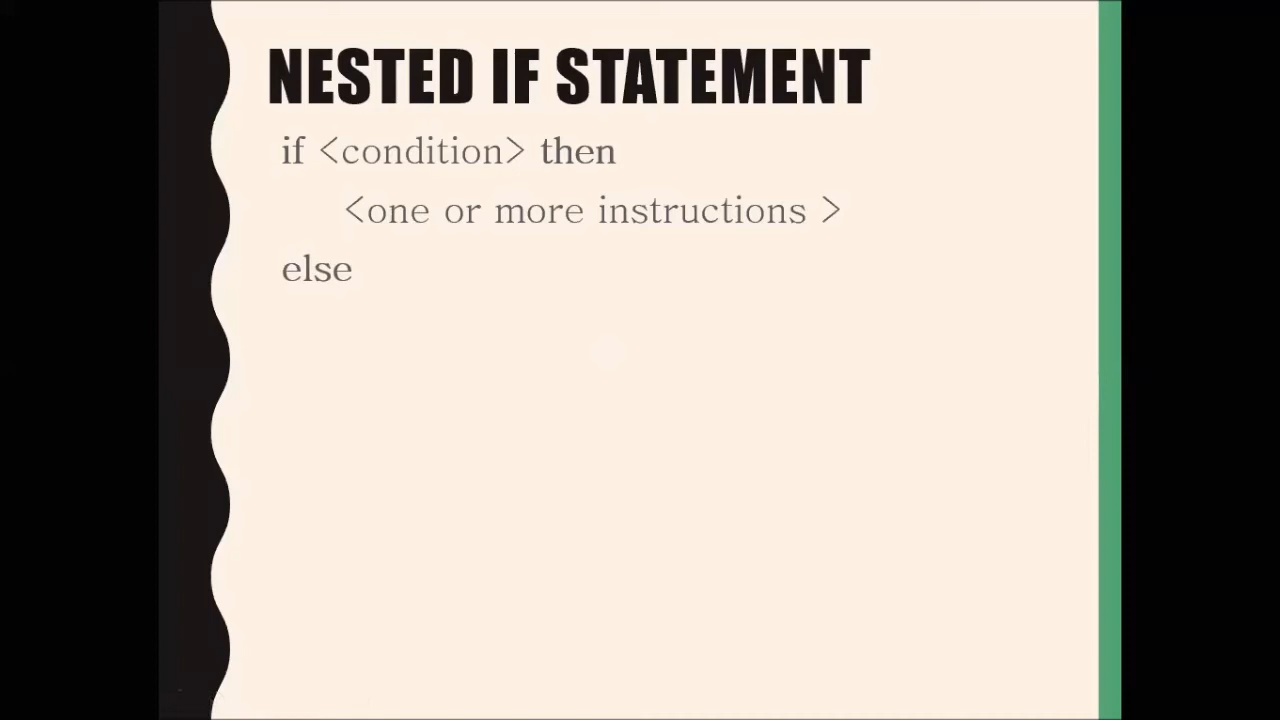 NESTED IF STATEMENT
if <condition> then
<one or more instructions >
else